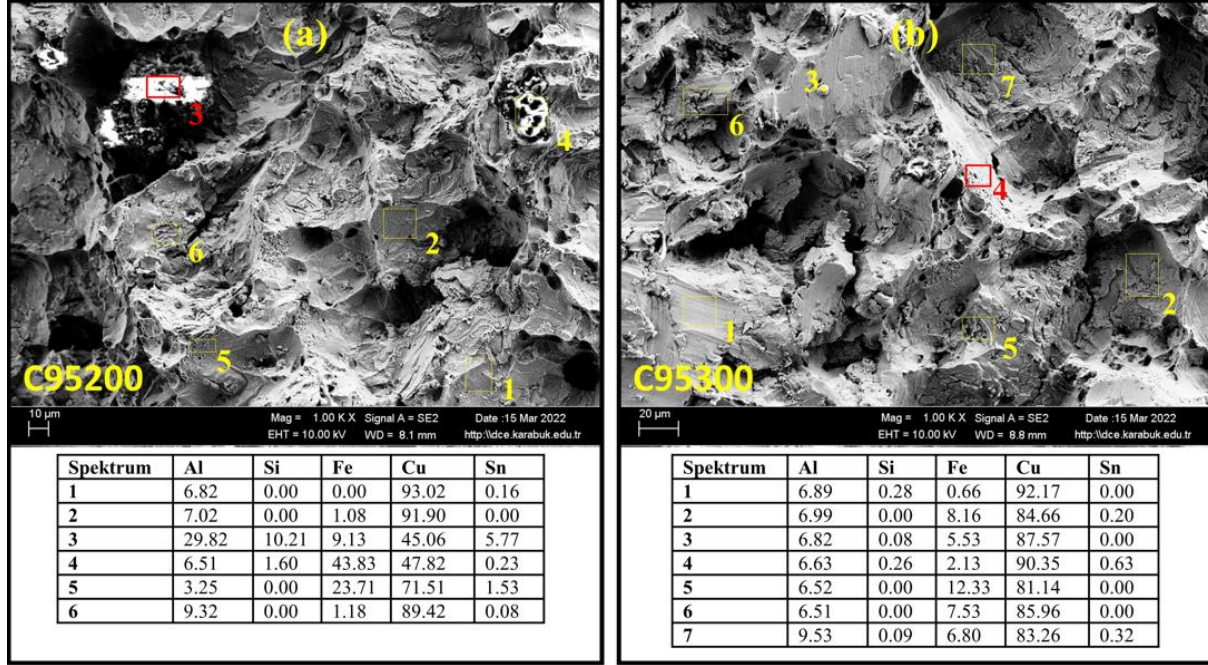 (a)
3
4
6
2
5
1
C95200
10 µm
Mag = 1.00 K X Signal A = SE2 Date :15 Mar 2022
EHT = 10.00 kV WD = 8.1 mm http:\\dce.karabuk.edu.tr
Spektrum Al Si Fe Cu Sn
1 6.82 0.00 0.00 93.02 0.16
2 7.02 0.00 1.08 91.90 0.00
3 29.82 10.21 9.13 45.06 5.77
4 6.51 1.60 43.83 47.82 0.23
5 3.25 0.00 23.71 71.51 1.53
6 9.32 0.00 1.18 89.42 0.08
(b)
7
3
6
4
2
1
5
C95300
20 µm
Mag = 1.00 K X Signal A = SE2 Date :15 Mar 2022
EHT = 10.00 kV WD = 8.8 mm http:\\dce.karabuk.edu.tr
Spektrum Al Si Fe Cu Sn
1 6.89 0.28 0.66 92.17 0.00
2 6.99 0.00 8.16 84.66 0.20
3 6.82 0.08 5.53 87.57 0.00
4 6.63 0.26 2.13 90.35 0.63
5 6.52 0.00 12.33 81.14 0.00
6 6.51 0.00 7.53 85.96 0.00
7 9.53 0.09 6.80 83.26 0.32